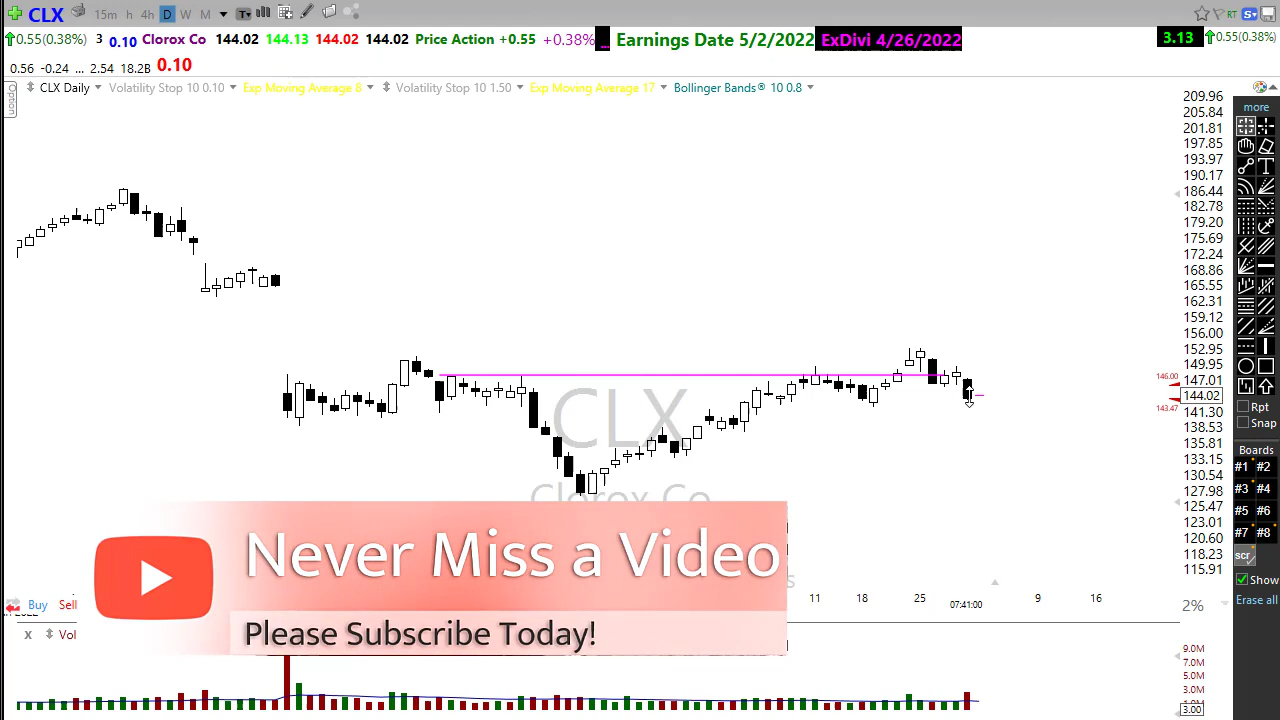 CLX 15m h 4h D W M T RT S
0.55(0.38%) 3 0.10 Clorox Co 144.02 144.13 144.02 144.02 Price Action +0.55 +0.38% ... Earnings Date 5/2/2022 ExDivi 4/26/2022 3.13 0.55(0.38%)
0.56 -0.24 ... 2.54 18.2B 0.10
Option
CLX Daily Volatility Stop 10 0.10 Exp Moving Average 8 Volatility Stop 10 1.50 Exp Moving Average 17 Bollinger Bands® 10 0.8
209.96
more
205.84
201.81
197.85
193.97
190.17
186.44
182.78
179.20
175.69
172.24
168.86
165.55
162.31
159.12
156.00
152.95
149.95
146.00
147.01
144.02
143.47
141.30
Rpt
138.53
Snap
135.81
133.15
130.54
127.98
125.47
123.01
120.60
118.23
115.91
Boards
#1 #2
#3 #4
#5 #6
#7 #8
scr
Show
Erase all
CLX
Clorox Co
Never Miss a Video
Please Subscribe Today!
11 18 25 07:41:00 9 16 2%
Buy Sell
x Vol
9.0M
7.0M
5.0M
3.0M
1.0M
3.00